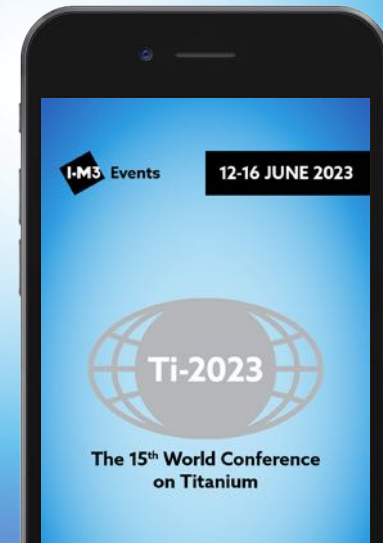 I·M3 Events
12-16 JUNE 2023
Ti-2023
The 15th World Conference
on Titanium